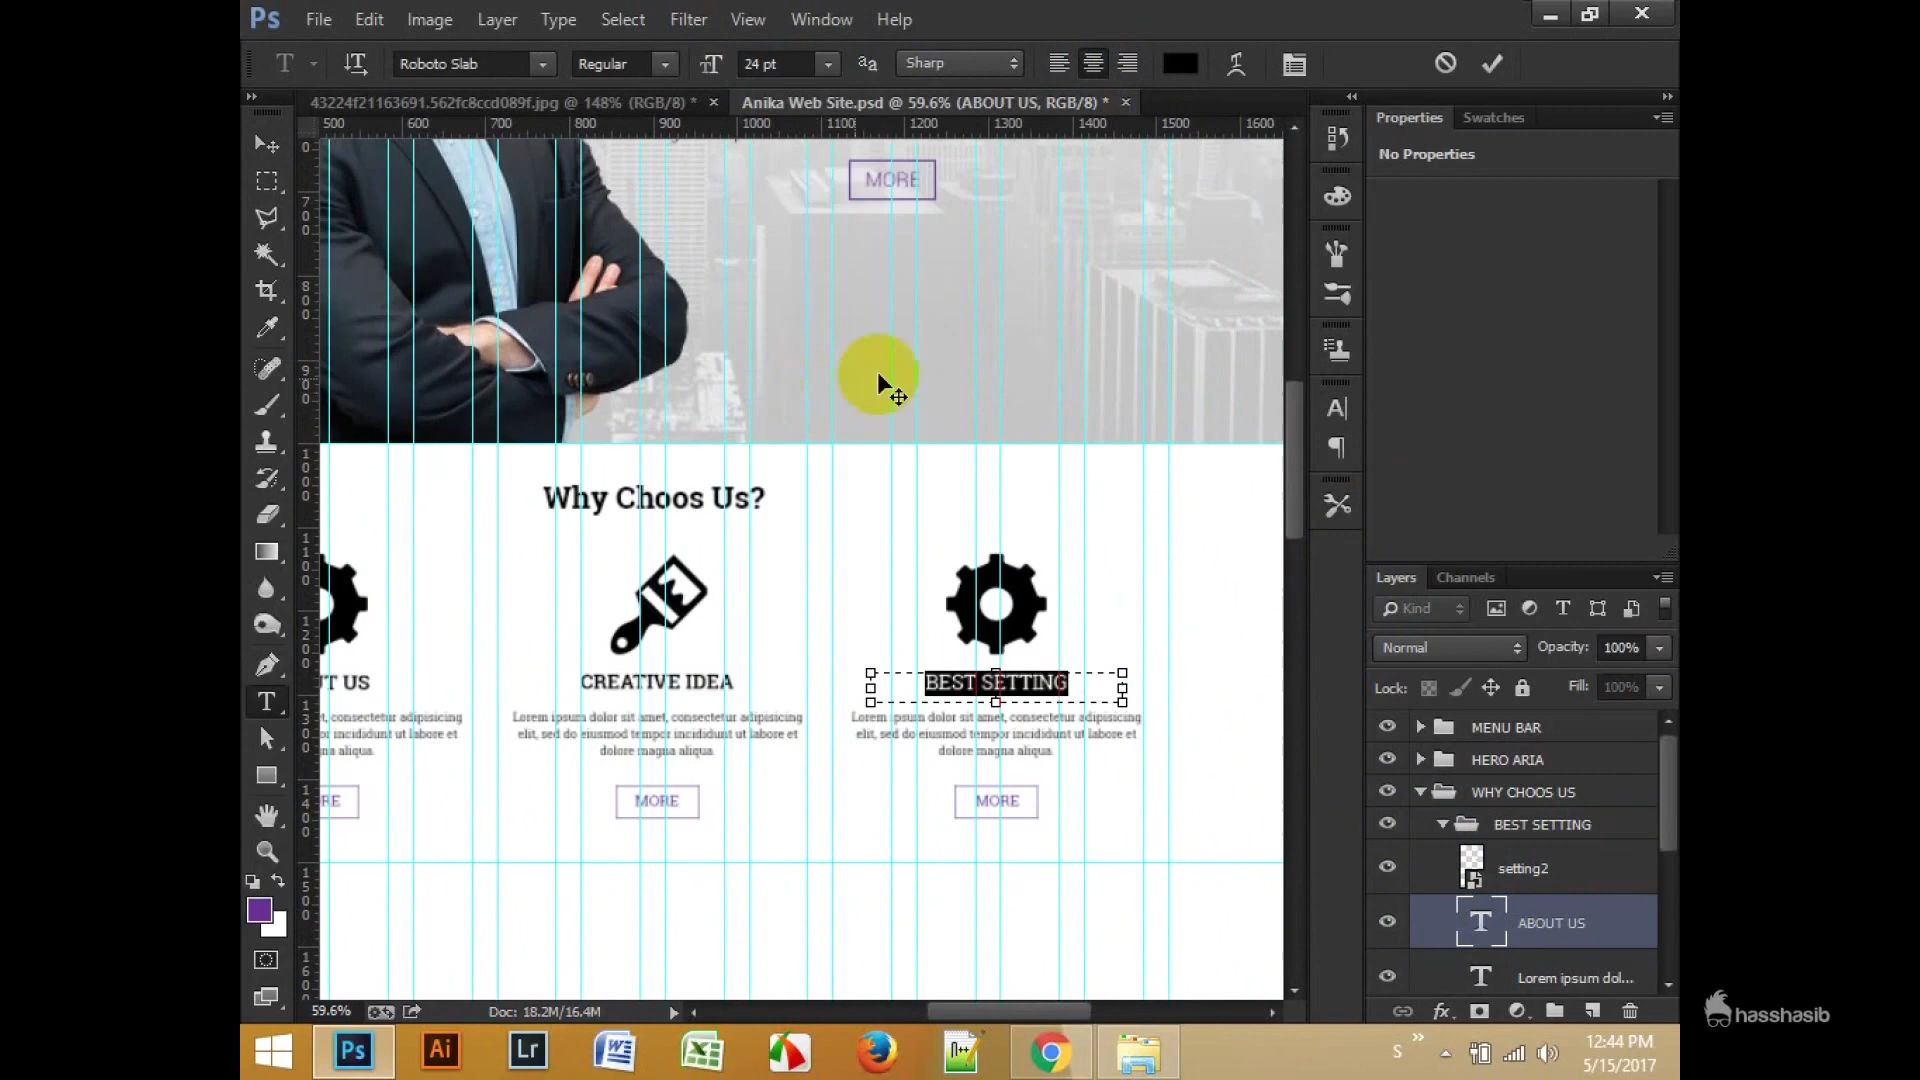 Ps File Edit Image Layer Type Select Filter View Window Help
Roboto Slab Regular 24 pt aa Sharp
43224f21163691.562fc8ccd089f.jpg @ 148% (RGB/8) * Anika Web Site.psd @ 59.6% (ABOUT US, RGB/8) *
500 600 700 800 900 1000 1100 1200 1300 1400 1500 1600
Properties Swatches
No Properties
MORE
Why Choos Us?
T US CREATIVE IDEA BEST SETTING
t, consectetur adipisicing Lorem ipsum dolor sit amet, consectetur adipisicing Lorem ipsum dolor sit amet, consectetur adipisicing
or incididunt ut labore et elit, sed do eiusmod tempor incididunt ut labore et elit, sed do eiusmod tempor incididunt ut labore et
na aliqua. dolore magna aliqua. dolore magna aliqua.
RE MORE MORE
Layers Channels
Kind
Normal Opacity: 100%
Lock: Fill: 100%
MENU BAR
HERO ARIA
WHY CHOOS US
BEST SETTING
setting2
ABOUT US
Lorem ipsum dol...
59.6% Doc: 18.2M/16.4M
hasshasib
Ps Ai Lr S 12:44 PM
5/15/2017